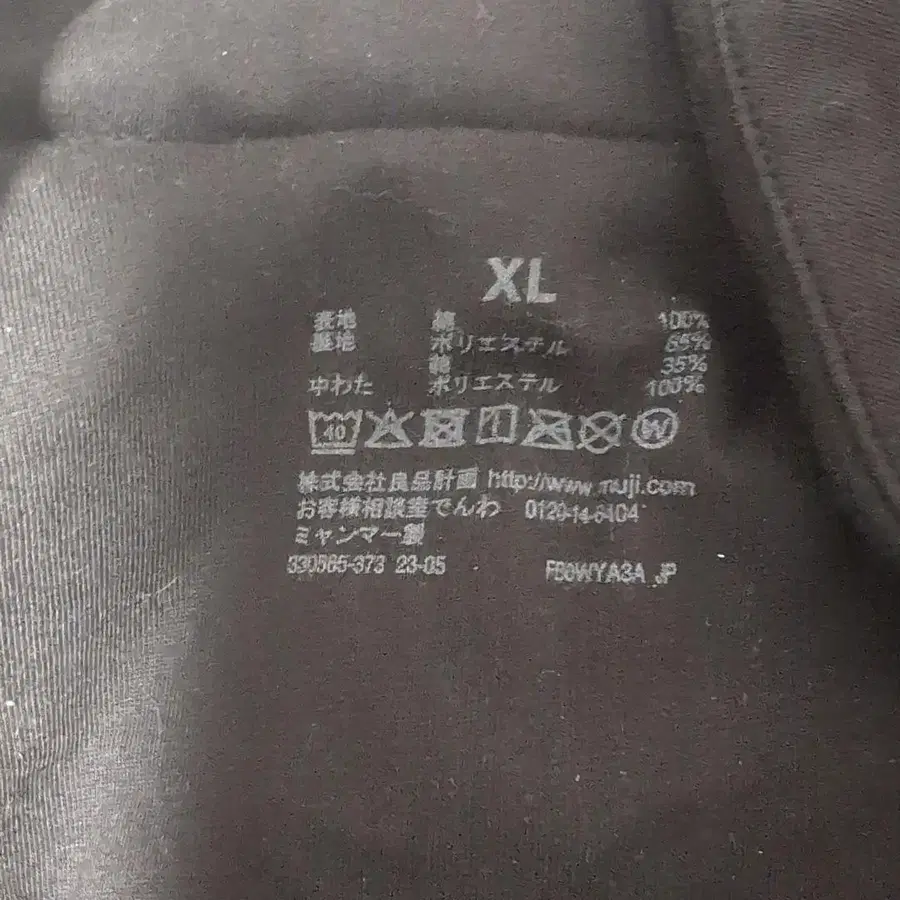 XL
表地 綿 100%
裏地 ポリエステル 65%
綿 35%
中わた ポリエステル 100%
40 W
株式会社良品計画 http://www.muji.com
お客様相談室でんわ 0120-14-6404
ミャンマー製
330565-373 23-05 JP